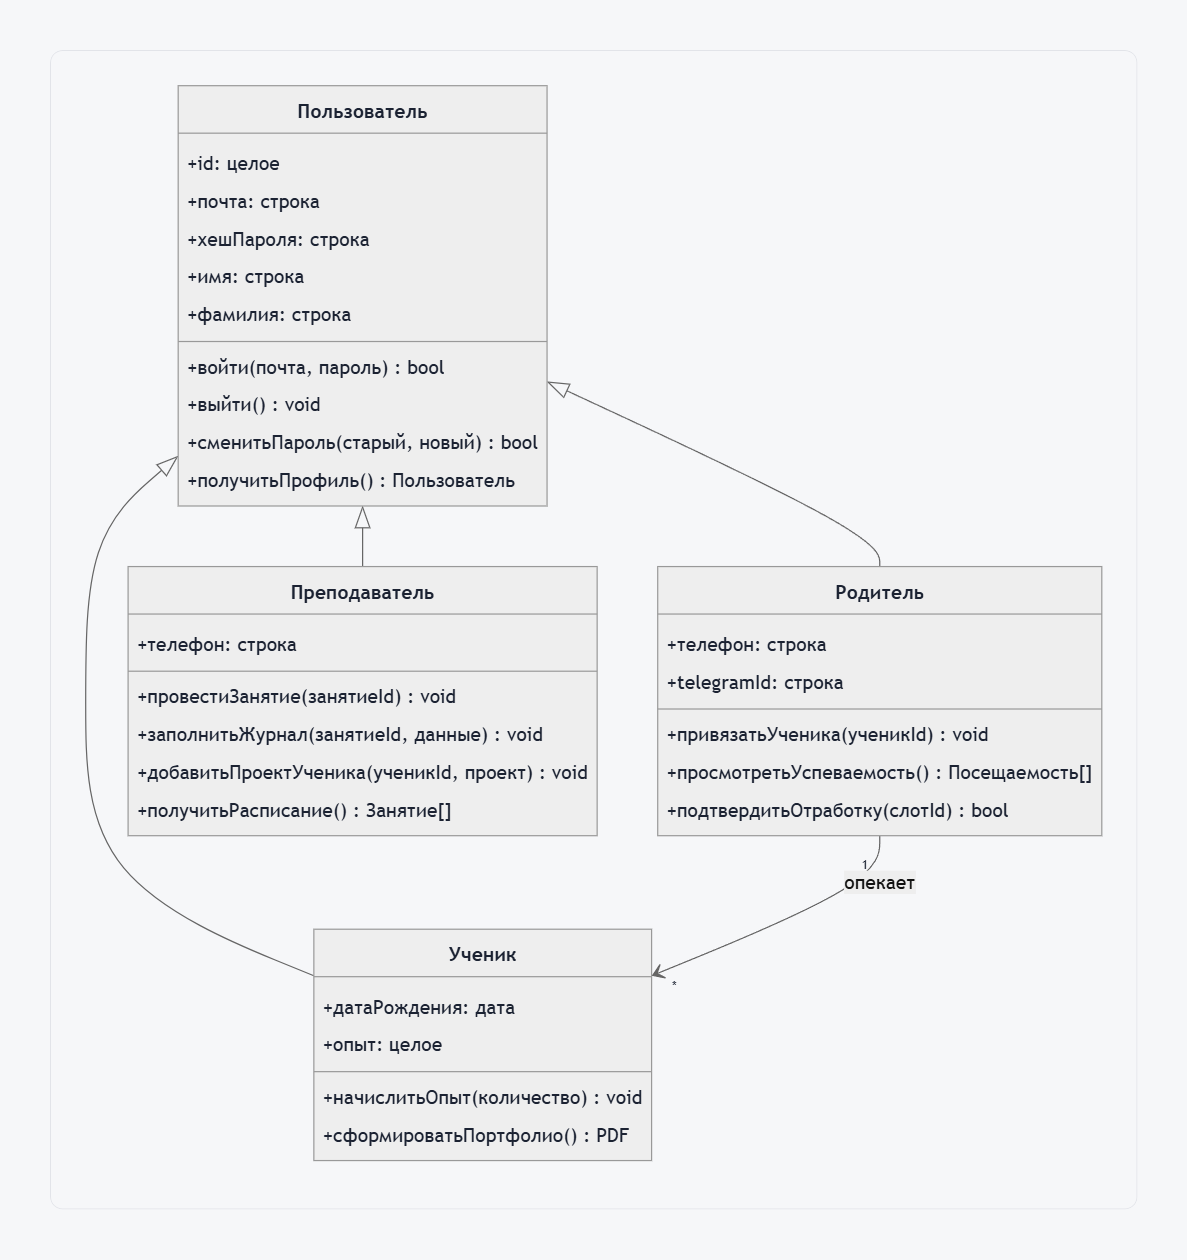 Пользователь
+id: целое
+почта: строка
+хешПароля: строка
+имя: строка
+фамилия: строка
+войти(почта, пароль) : bool
+выйти() : void
+сменитьПароль(старый, новый) : bool
+получитьПрофиль() : Пользователь
Преподаватель
+телефон: строка
+провестиЗанятие(занятиеId) : void
+заполнитьЖурнал(занятиеId, данные) : void
+добавитьПроектУченика(ученикId, проект) : void
+получитьРасписание() : Занятие[]
Родитель
+телефон: строка
+telegramId: строка
+привязатьУченика(ученикId) : void
+просмотретьУспеваемость() : Посещаемость[]
+подтвердитьОтработку(слотId) : bool
1
опекает
*
Ученик
+датаРождения: дата
+опыт: целое
+начислитьОпыт(количество) : void
+сформироватьПортфолио() : PDF